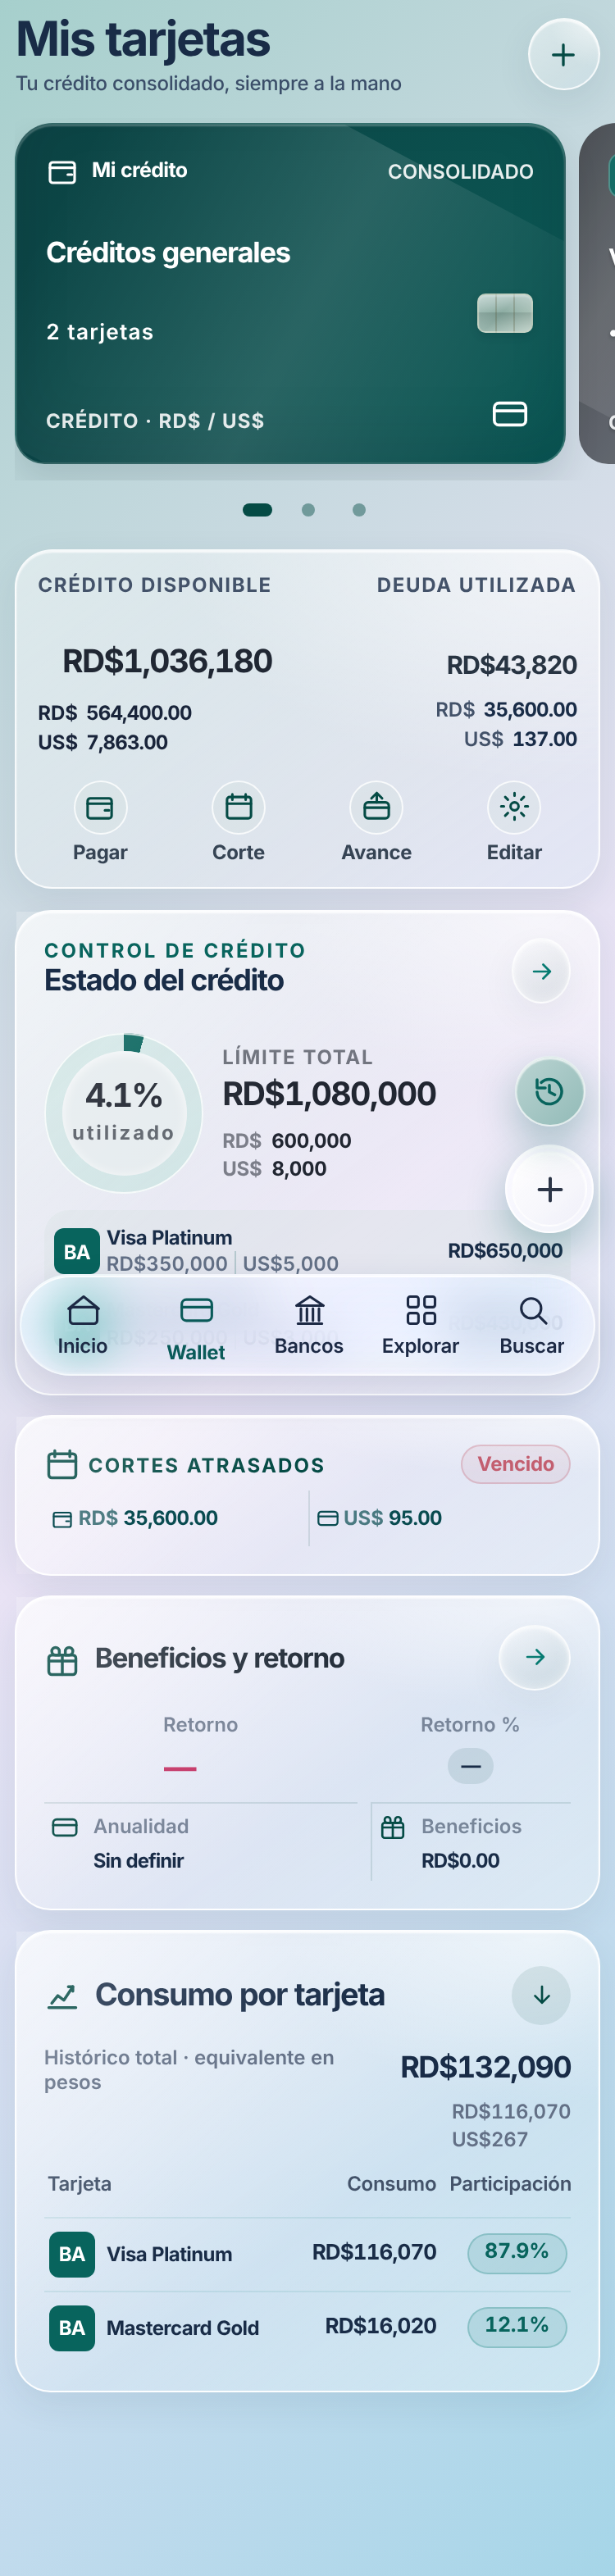 Mis tarjetas
Tu crédito consolidado, siempre a la mano
Mi crédito
CONSOLIDADO
Créditos generales
2 tarjetas
CRÉDITO · RD$ / US$
CRÉDITO DISPONIBLE
DEUDA UTILIZADA
RD$1,036,180
RD$43,820
RD$ 564,400.00
RD$ 35,600.00
US$ 7,863.00
US$ 137.00
Pagar
Corte
Avance
Editar
CONTROL DE CRÉDITO
Estado del crédito
4.1%
utilizado
LÍMITE TOTAL
RD$1,080,000
RD$ 600,000
US$ 8,000
BA
Visa Platinum
RD$350,000 | US$5,000
RD$650,000
Inicio
Wallet
Bancos
Explorar
Buscar
CORTES ATRASADOS
Vencido
RD$ 35,600.00
US$ 95.00
Beneficios y retorno
Retorno
Retorno %
—
—
Anualidad
Sin definir
Beneficios
RD$0.00
Consumo por tarjeta
Histórico total · equivalente en
pesos
RD$132,090
RD$116,070
US$267
Tarjeta
Consumo
Participación
BA
Visa Platinum
RD$116,070
87.9%
BA
Mastercard Gold
RD$16,020
12.1%